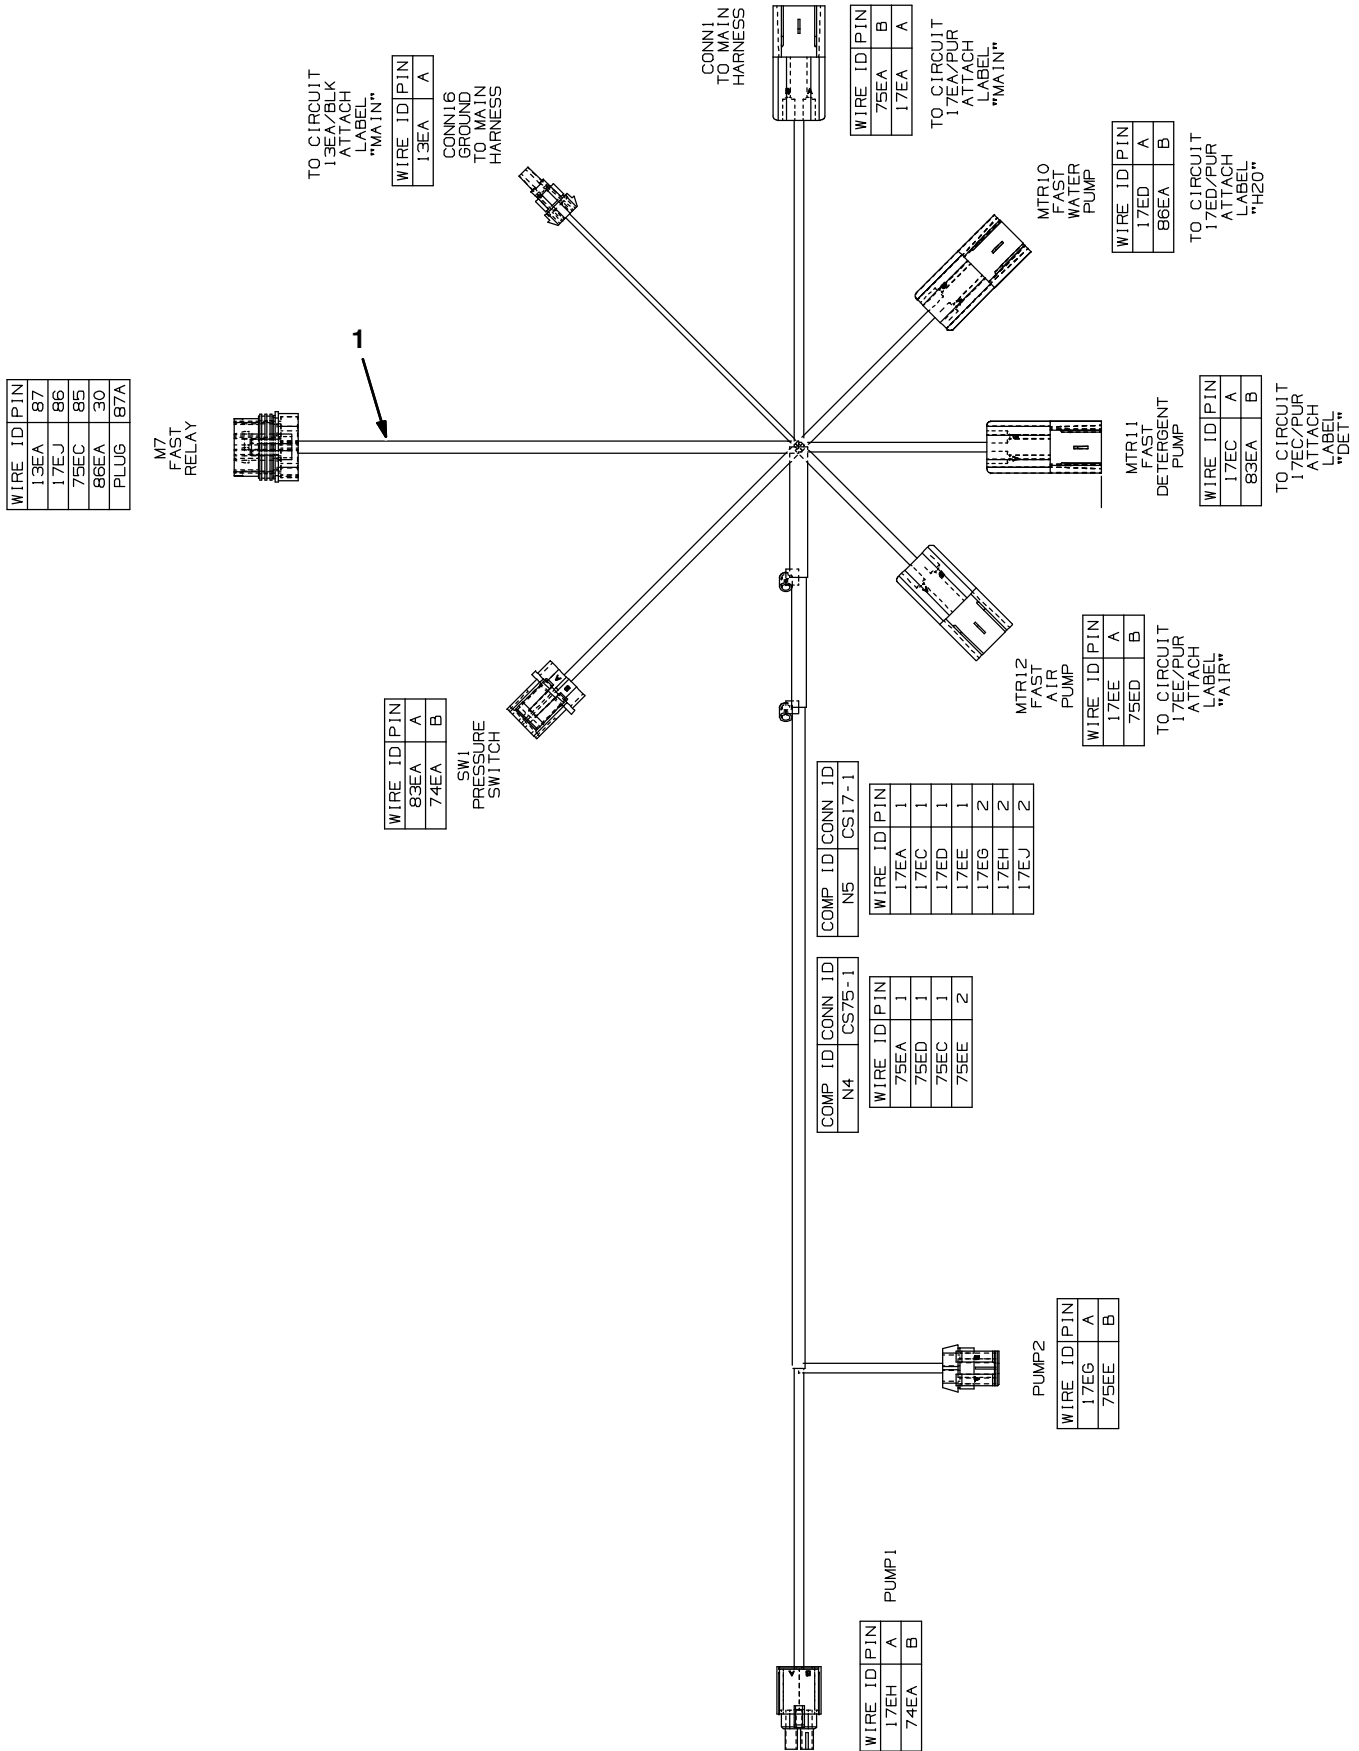 WIRE ID PIN
13EA 87
17EJ 86
75EC 85
86EA 30
PLUG 87A
M7
FAST
RELAY
1
TO CIRCUIT
13EA/BLK
ATTACH
LABEL
"MAIN"
WIRE ID PIN
13EA A
CONN16
GROUND
TO MAIN
HARNESS
CONN1
TO MAIN
HARNESS
WIRE ID PIN
75EA B
17EA A
TO CIRCUIT
17EA/PUR
ATTACH
LABEL
"MAIN"
MTR10
FAST
WATER
PUMP
WIRE ID PIN
17ED A
86EA B
TO CIRCUIT
17ED/PUR
ATTACH
LABEL
"H20"
MTR11
FAST
DETERGENT
PUMP
WIRE ID PIN
17EC A
83EA B
TO CIRCUIT
17EC/PUR
ATTACH
LABEL
"DET"
MTR12
FAST
AIR
PUMP
WIRE ID PIN
17EE A
75ED B
TO CIRCUIT
17EE/PUR
ATTACH
LABEL
"AIR"
WIRE ID PIN
83EA A
74EA B
SW1
PRESSURE
SWITCH
COMP ID CONN ID
N5 CS17-1
WIRE ID PIN
17EA 1
17EC 1
17ED 1
17EE 1
17EG 2
17EH 2
17EJ 2
COMP ID CONN ID
N4 CS75-1
WIRE ID PIN
75EA 1
75ED 1
75EC 1
75EE 2
PUMP2
WIRE ID PIN
17EG A
75EE B
PUMP1
WIRE ID PIN
17EH A
74EA B